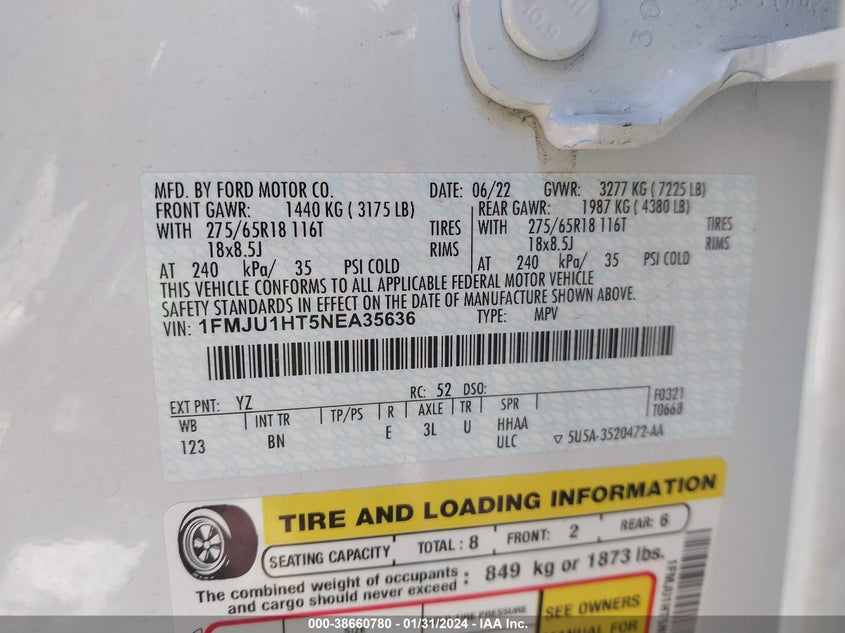 MFD. BY FORD MOTOR CO. DATE: 06/22 GVWR: 3277 KG ( 7225 LB)
FRONT GAWR: 1440 KG ( 3175 LB) REAR GAWR: 1987 KG ( 4380 LB)
WITH 275/65R18 116T TIRES WITH 275/65R18 116T TIRES
18x8.5J RIMS 18x8.5J RIMS
AT 240 kPa/ 35 PSI COLD AT 240 kPa/ 35 PSI COLD
THIS VEHICLE CONFORMS TO ALL APPLICABLE FEDERAL MOTOR VEHICLE
SAFETY STANDARDS IN EFFECT ON THE DATE OF MANUFACTURE SHOWN ABOVE.
VIN: 1FMJU1HT5NEA35636 TYPE: MPV
EXT PNT: YZ RC: 52 DSO: F0321
T0668
WB INT TR TP/PS R AXLE TR SPR
123 BN E 3L U HHAA
ULC ▽ 5U5A-3520472-AA
TIRE AND LOADING INFORMATION
SEATING CAPACITY TOTAL : 8 FRONT: 2 REAR: 6
The combined weight of occupants and cargo should never exceed : 849 kg or 1873 lbs.
TIRE PRESSURE
SEE OWNERS
MANUAL FOR
000-38660780 - 01/31/2024 - IAA Inc.